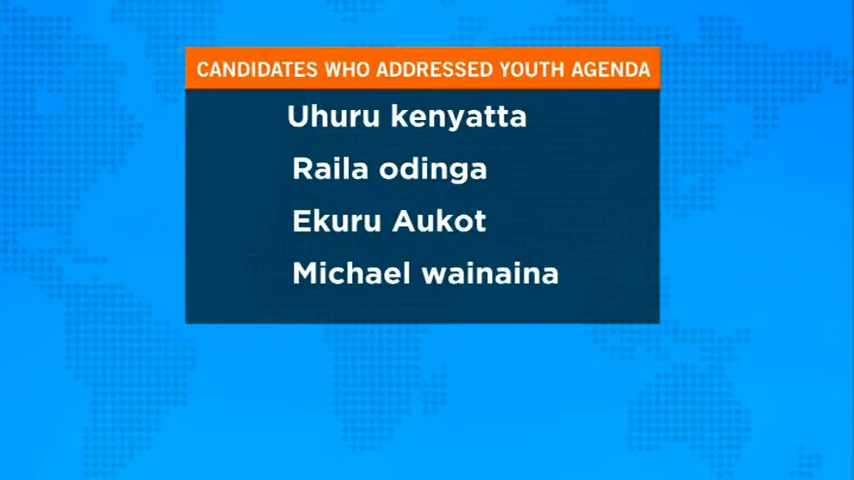 CANDIDATES WHO ADDRESSED YOUTH AGENDA
Uhuru kenyatta
Raila odinga
Ekuru Aukot
Michael wainaina